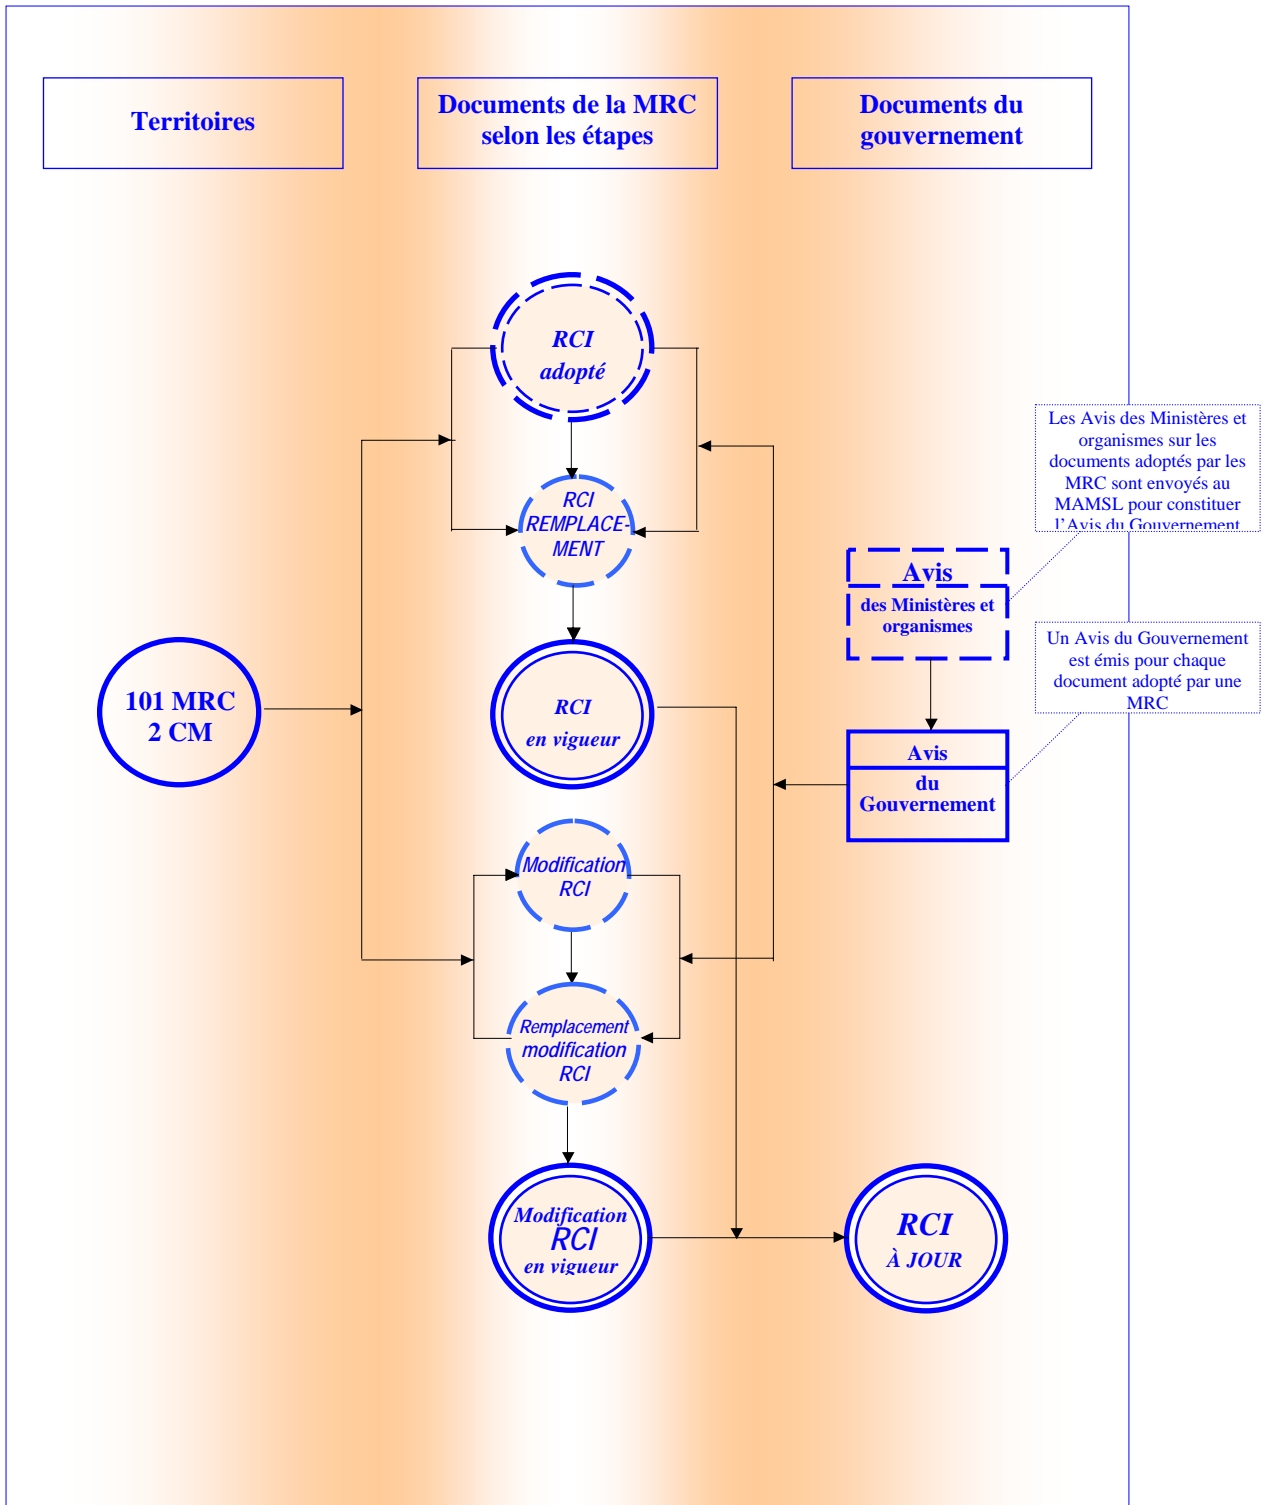 Territoires
Documents de la MRC
selon les étapes
Documents du
gouvernement
RCI
adopté
RCI
REMPLACE-
MENT
RCI
en vigueur
101 MRC
2 CM
Modification
RCI
Remplacement
modification
RCI
Modification
RCI
en vigueur
Les Avis des Ministères et
organismes sur les
documents adoptés par les
MRC sont envoyés au
MAMSL pour constituer
l'Avis du Gouvernement
Avis
des Ministères et
organismes
Un Avis du Gouvernement
est émis pour chaque
document adopté par une
MRC
Avis
du
Gouvernement
RCI
À JOUR